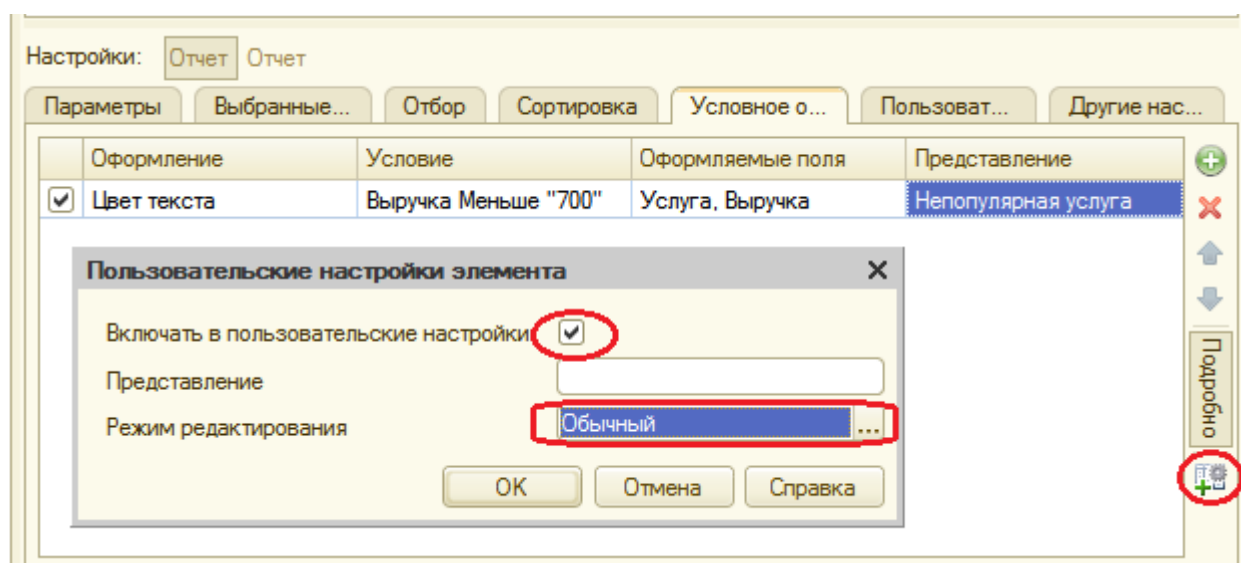 Настройки: Отчет Отчет
Параметры Выбранные... Отбор Сортировка Условное о... Пользоват... Другие нас...
Оформление Условие Оформляемые поля Представление
Цвет текста Выручка Меньше "700" Услуга, Выручка Непопулярная услуга
Пользовательские настройки элемента
Включать в пользовательские настройки
Представление
Режим редактирования Обычный ...
ОК Отмена Справка
Подробно